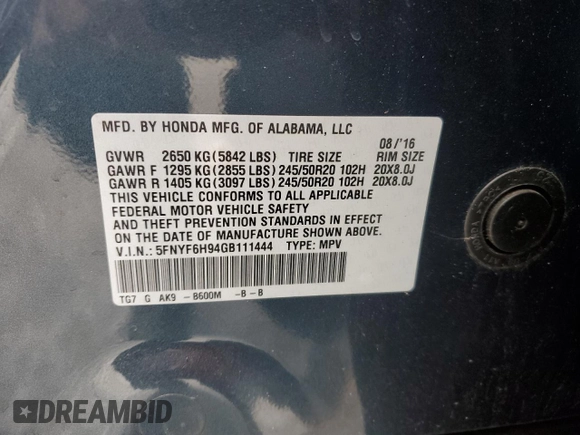 MFD. BY HONDA MFG. OF ALABAMA, LLC
08/'16
GVWR 2650 KG (5842 LBS) TIRE SIZE RIM SIZE
GAWR F 1295 KG (2855 LBS) 245/50R20 102H 20X8.0J
GAWR R 1405 KG (3097 LBS) 245/50R20 102H 20X8.0J
THIS VEHICLE CONFORMS TO ALL APPLICABLE
FEDERAL MOTOR VEHICLE SAFETY
AND THEFT PREVENTION STANDARDS IN EFFECT
ON THE DATE OF MANUFACTURE SHOWN ABOVE.
V.I.N.: 5FNYF6H94GB111444 TYPE: MPV
TG7 G AK9 -B600M -B-B
DREAMBID